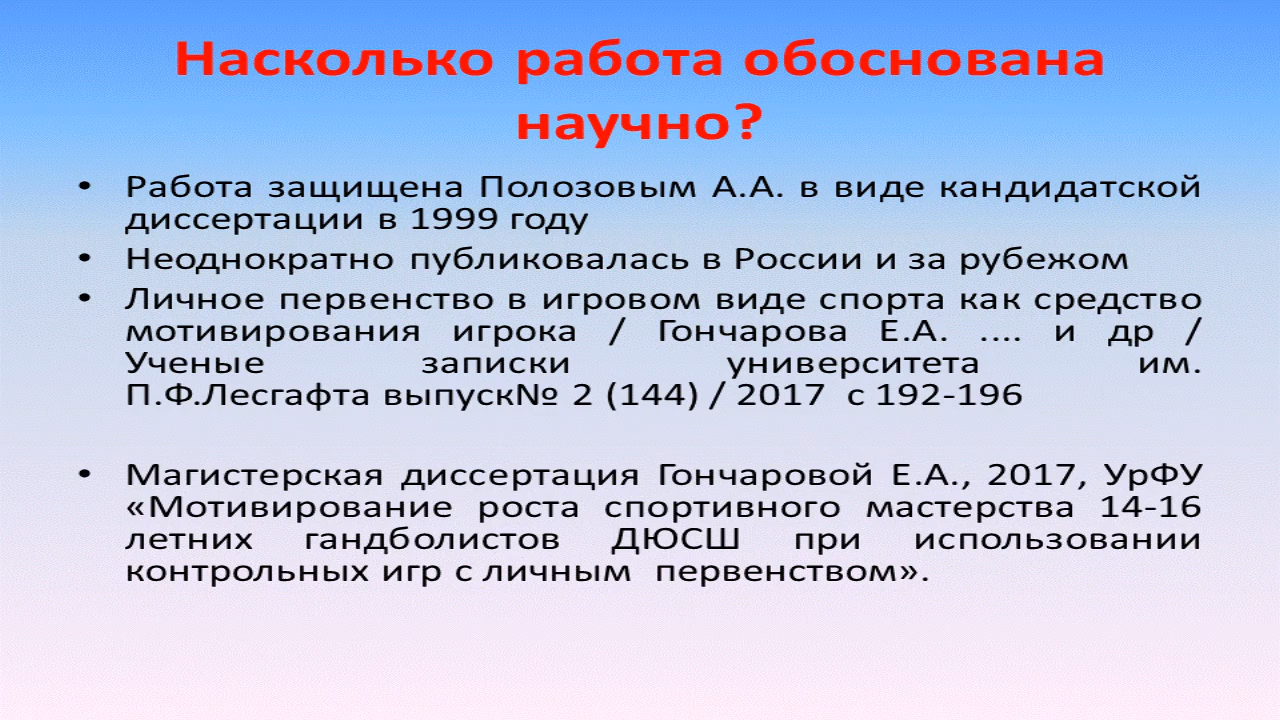 Насколько работа обоснована
научно?
• Работа защищена Полозовым А.А. в виде кандидатской
диссертации в 1999 году
• Неоднократно публиковалась в России и за рубежом
• Личное первенство в игровом виде спорта как средство
мотивирования игрока / Гончарова Е.А. .... и др /
Ученые записки университета им.
П.Ф.Лесгафта выпуск№ 2 (144) / 2017 с 192-196
• Магистерская диссертация Гончаровой Е.А., 2017, УрФУ
«Мотивирование роста спортивного мастерства 14-16
летних гандболистов ДЮСШ при использовании
контрольных игр с личным первенством».